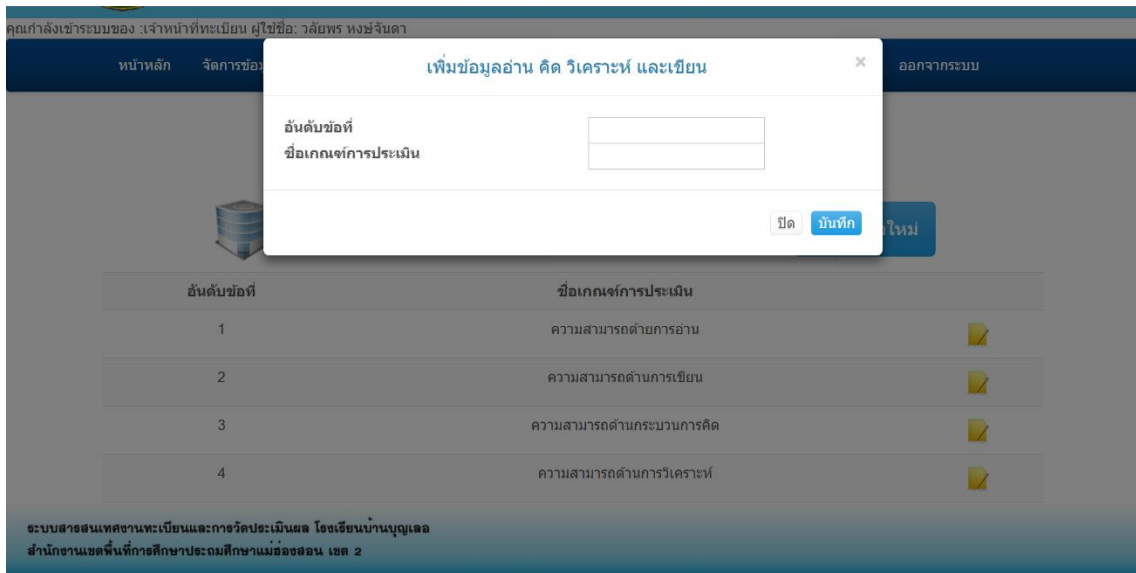 คุณกำลังเข้าระบบของ :เจ้าหน้าที่ทะเบียน ผู้ใช้ชื่อ: วลัยพร หงษ์จันดา
หน้าหลัก จัดการข้อมู ออกจากระบบ
เพิ่มข้อมูลอ่าน คิด วิเคราะห์ และเขียน ×
อันดับข้อที่
ชื่อเกณฑ์การประเมิน
ปิด บันทึก
ใหม่
อันดับข้อที่ ชื่อเกณฑ์การประเมิน
1 ความสามารถด้ายการอ่าน
2 ความสามารถด้านการเขียน
3 ความสามารถด้านกระบวนการคิด
4 ความสามารถด้านการวิเคราะห์
ระบบสารสนเทศงานทะเบียนและการวัดประเมินผล โรงเรียนบ้านบุญเลอ
สำนักงานเขตพื้นที่การศึกษาประถมศึกษาแม่ฮ่องสอน เขต 2